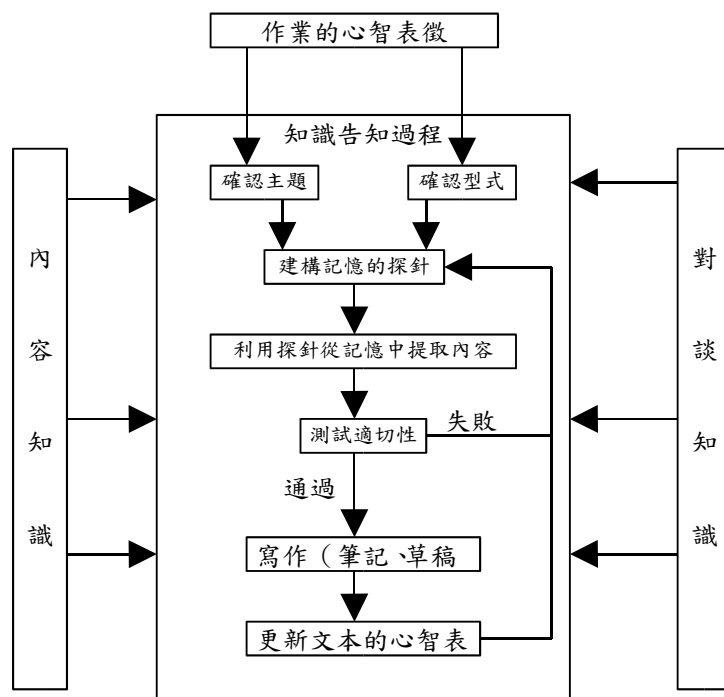 作業的心智表徵
知識告知過程
確認主題
確認型式
建構記憶的探針
利用探針從記憶中提取內容
測試適切性
失敗
通過
寫作（筆記、草稿
更新文本的心智表
內容知識
對談知識